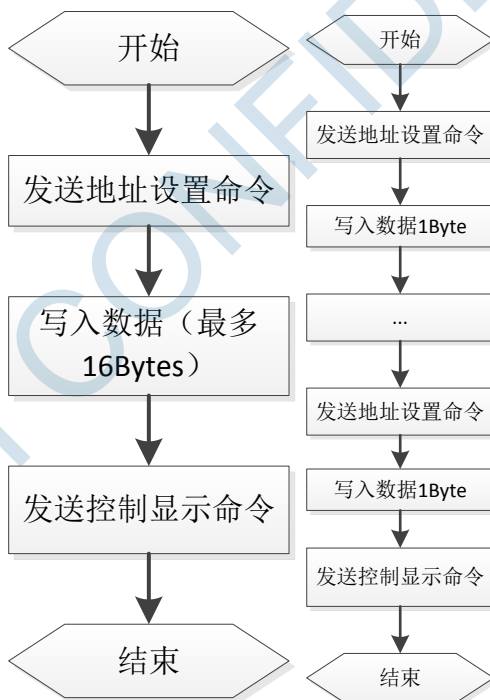 开始
发送地址设置命令
写入数据（最多
16Bytes）
发送控制显示命令
结束
开始
发送地址设置命令
写入数据1Byte
...
发送地址设置命令
写入数据1Byte
发送控制显示命令
结束